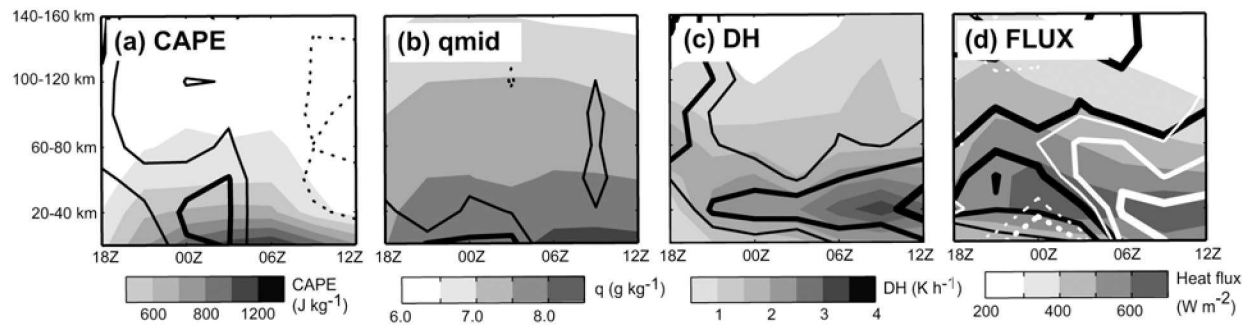 (a) CAPE
(b) qmid
(c) DH
(d) FLUX
140-160 km
100-120 km
60-80 km
20-40 km
18Z 00Z 06Z 12Z
18Z 00Z 06Z 12Z
18Z 00Z 06Z 12Z
18Z 00Z 06Z 12Z
CAPE
(J kg-1)
600 800 1200
q (g kg-1)
6.0 7.0 8.0
DH (K h-1)
1 2 3 4
Heat flux
(W m-2)
200 400 600